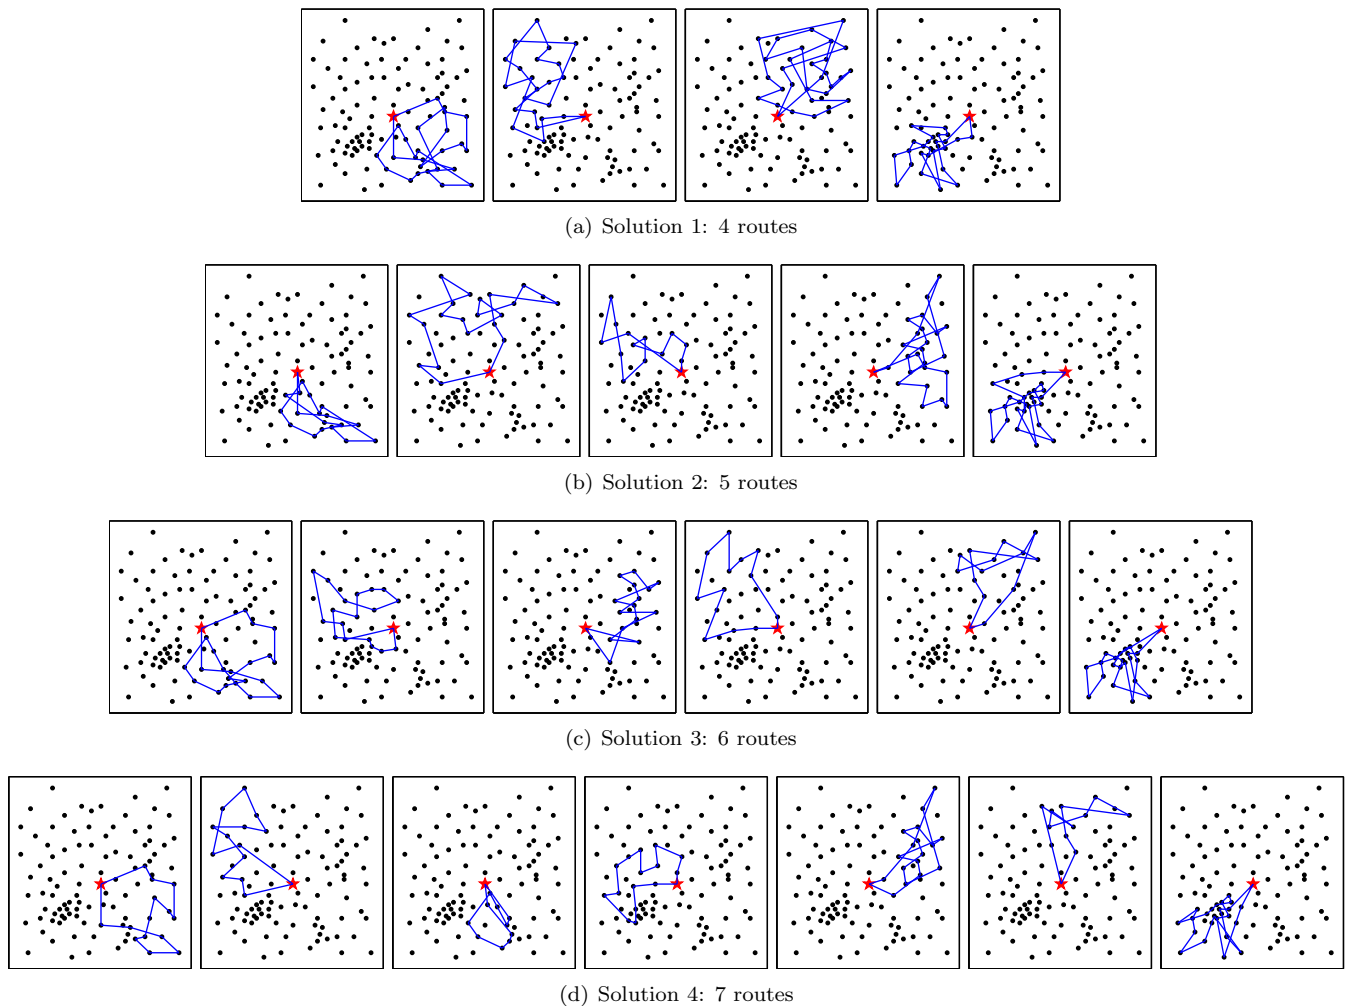 (a) Solution 1: 4 routes
(b) Solution 2: 5 routes
(c) Solution 3: 6 routes
(d) Solution 4: 7 routes